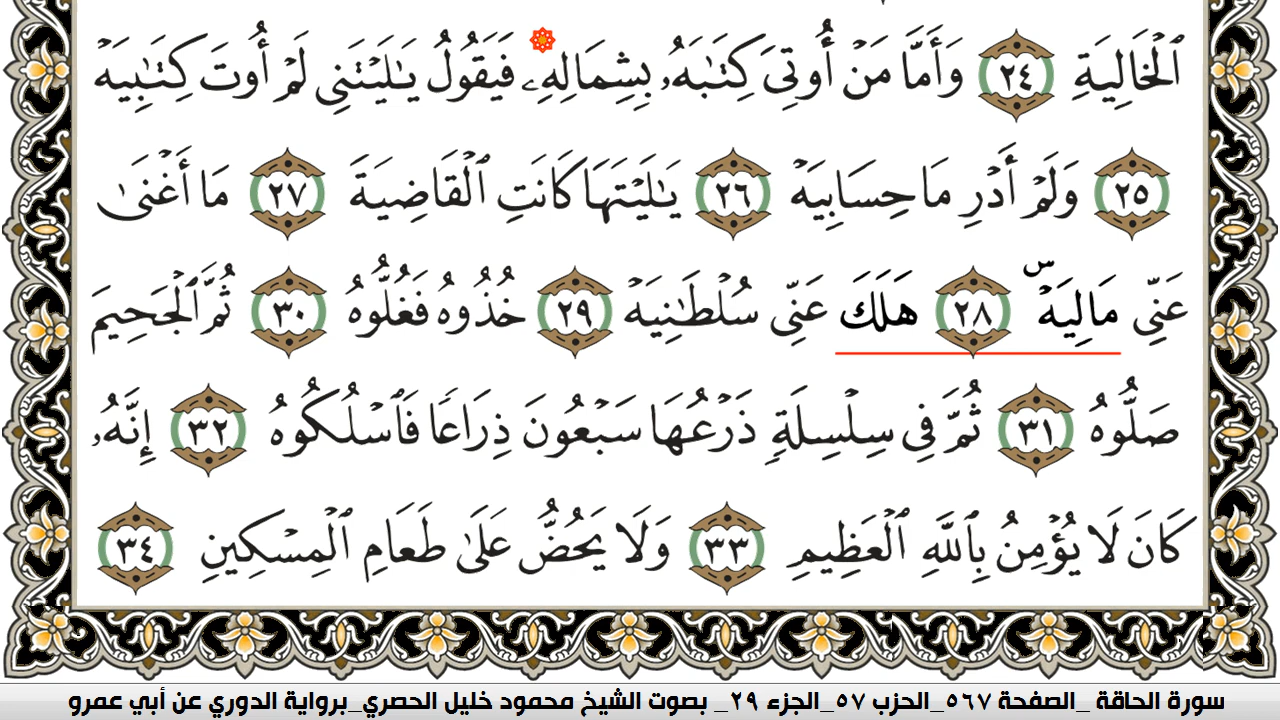 ٱلۡخَالِيَةِ ٢٤ وَأَمَّا مَنۡ أُوتِيَ كِتَٰبَهُۥ بِشِمَالِهِۦ فَيَقُولُ يَٰلَيۡتَنِي لَمۡ أُوتَ كِتَٰبِيَهۡ
٢٥ وَلَمۡ أَدۡرِ مَا حِسَابِيَهۡ ٢٦ يَٰلَيۡتَهَا كَانَتِ ٱلۡقَاضِيَةَ ٢٧ مَا أَغۡنَىٰ
عَنِّي مَالِيَهۡۜ ٢٨ هَلَكَ عَنِّي سُلۡطَٰنِيَهۡ ٢٩ خُذُوهُ فَغُلُّوهُ ٣٠ ثُمَّ ٱلۡجَحِيمَ
صَلُّوهُ ٣١ ثُمَّ فِي سِلۡسِلَةٖ ذَرۡعُهَا سَبۡعُونَ ذِرَاعٗا فَٱسۡلُكُوهُ ٣٢ إِنَّهُۥ
كَانَ لَا يُؤۡمِنُ بِٱللَّهِ ٱلۡعَظِيمِ ٣٣ وَلَا يَحُضُّ عَلَىٰ طَعَامِ ٱلۡمِسۡكِينِ ٣٤
سورة الحاقة _الصفحة ٥٦٧_الحزب ٥٧_الجزء ٢٩_ بصوت الشيخ محمود خليل الحصري_برواية الدوري عن أبي عمرو